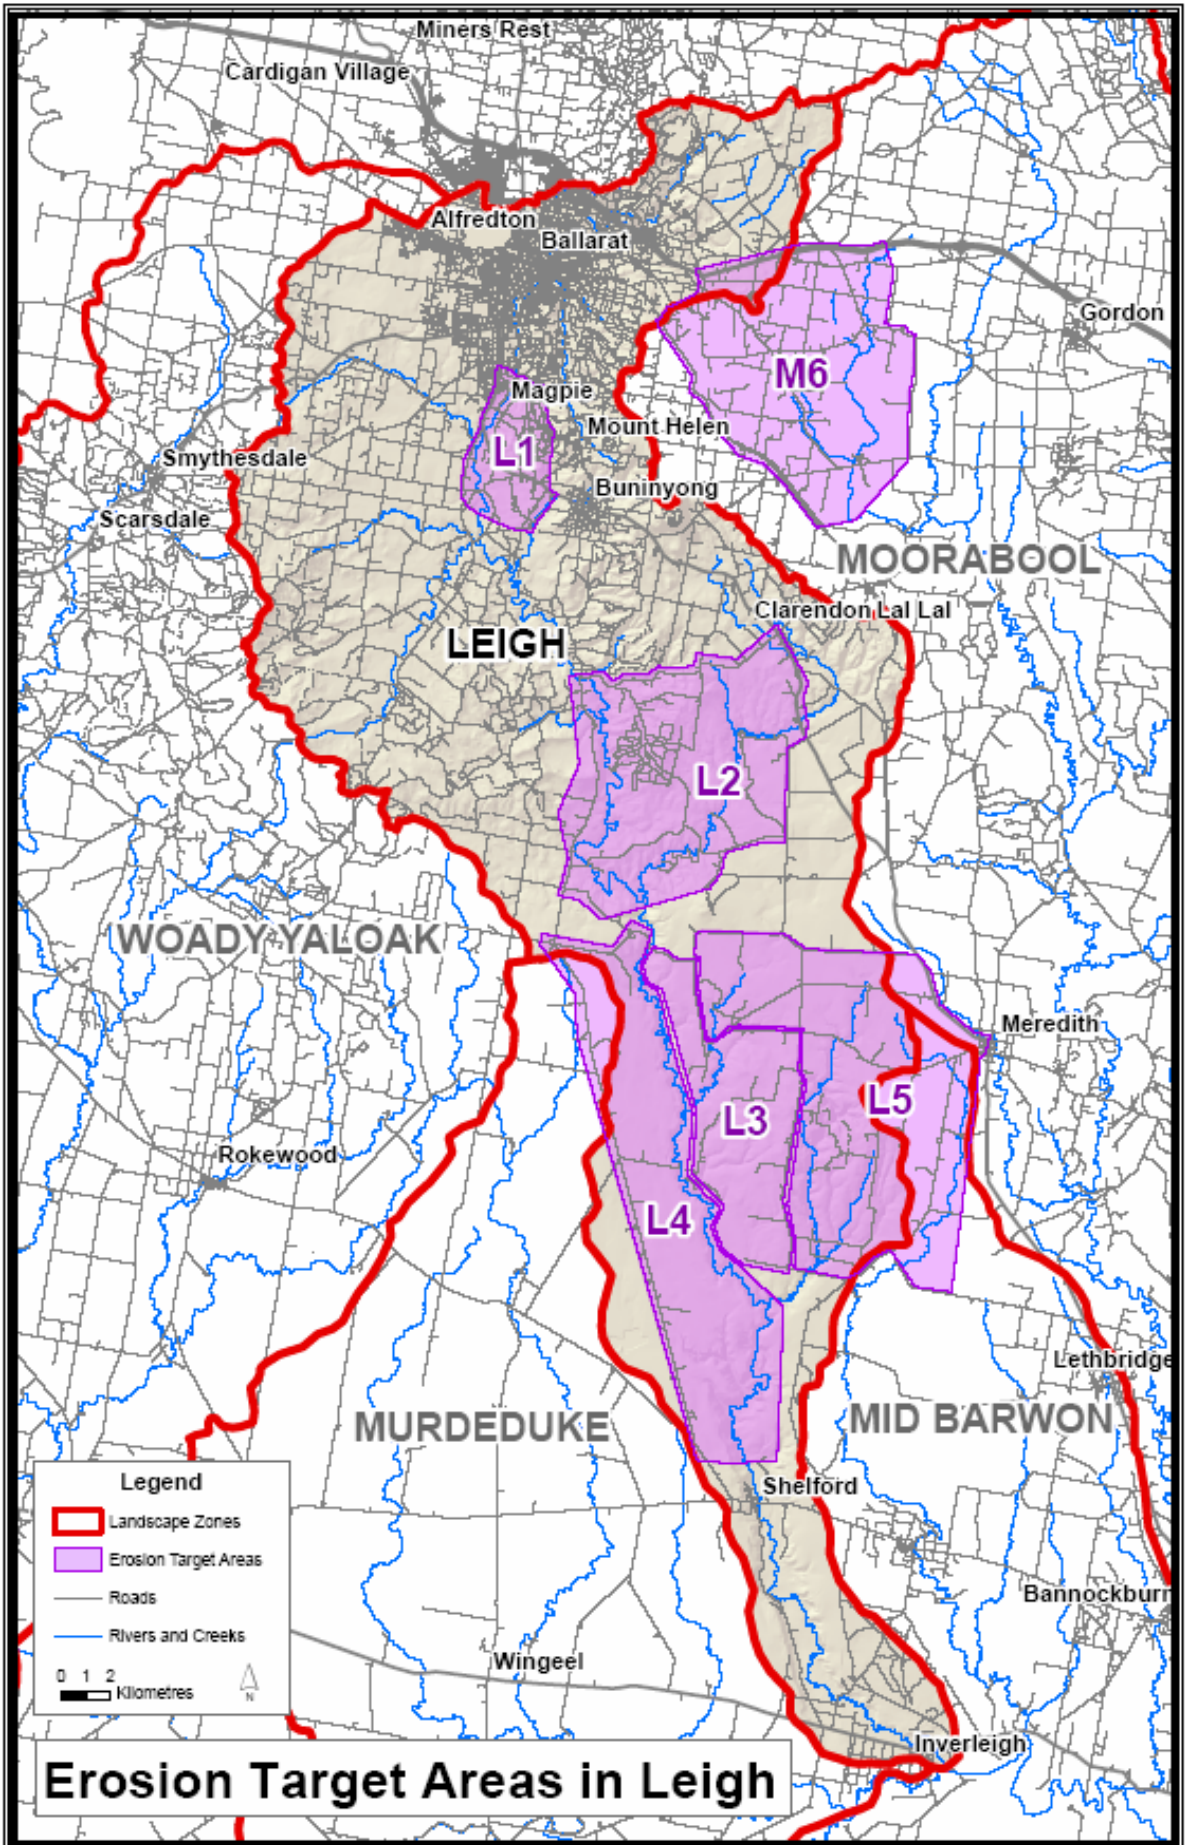 Miners Rest
Cardigan Village
Alfredton
Ballarat
Gordon
M6
Magpie
Mount Helen
L1
Smythesdale
Buninyong
Scarsdale
MOORABOOL
Clarendon Lal Lal
LEIGH
L2
WOADY YALOAK
Meredith
L5
L3
Rokewood
L4
Lethbridge
MURDEDUKE
MID BARWON
Shelford
Legend
Landscape Zones
Erosion Target Areas
Roads
Rivers and Creeks
0 1 2
Kilometres
N
Bannockburn
Wingeel
Inverleigh
Erosion Target Areas in Leigh